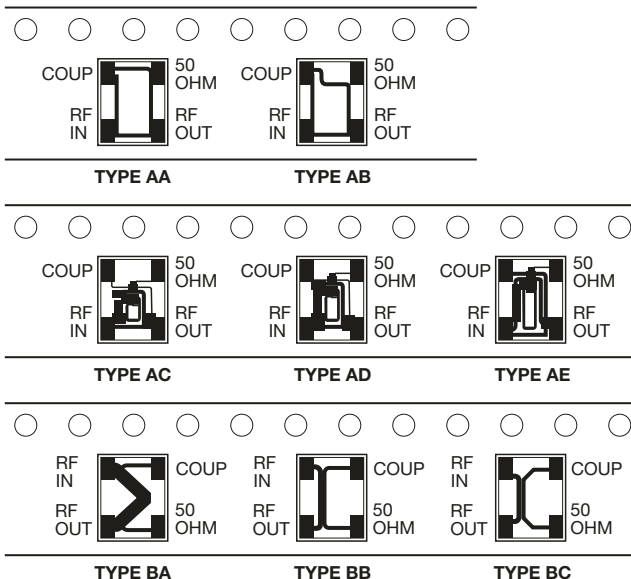 COUP 50 OHM
RF IN RF OUT
TYPE AA
COUP 50 OHM
RF IN RF OUT
TYPE AB
COUP 50 OHM
RF IN RF OUT
TYPE AC
COUP 50 OHM
RF IN RF OUT
TYPE AD
COUP 50 OHM
RF IN RF OUT
TYPE AE
RF IN COUP
RF OUT 50 OHM
TYPE BA
RF IN COUP
RF OUT 50 OHM
TYPE BB
RF IN COUP
RF OUT 50 OHM
TYPE BC